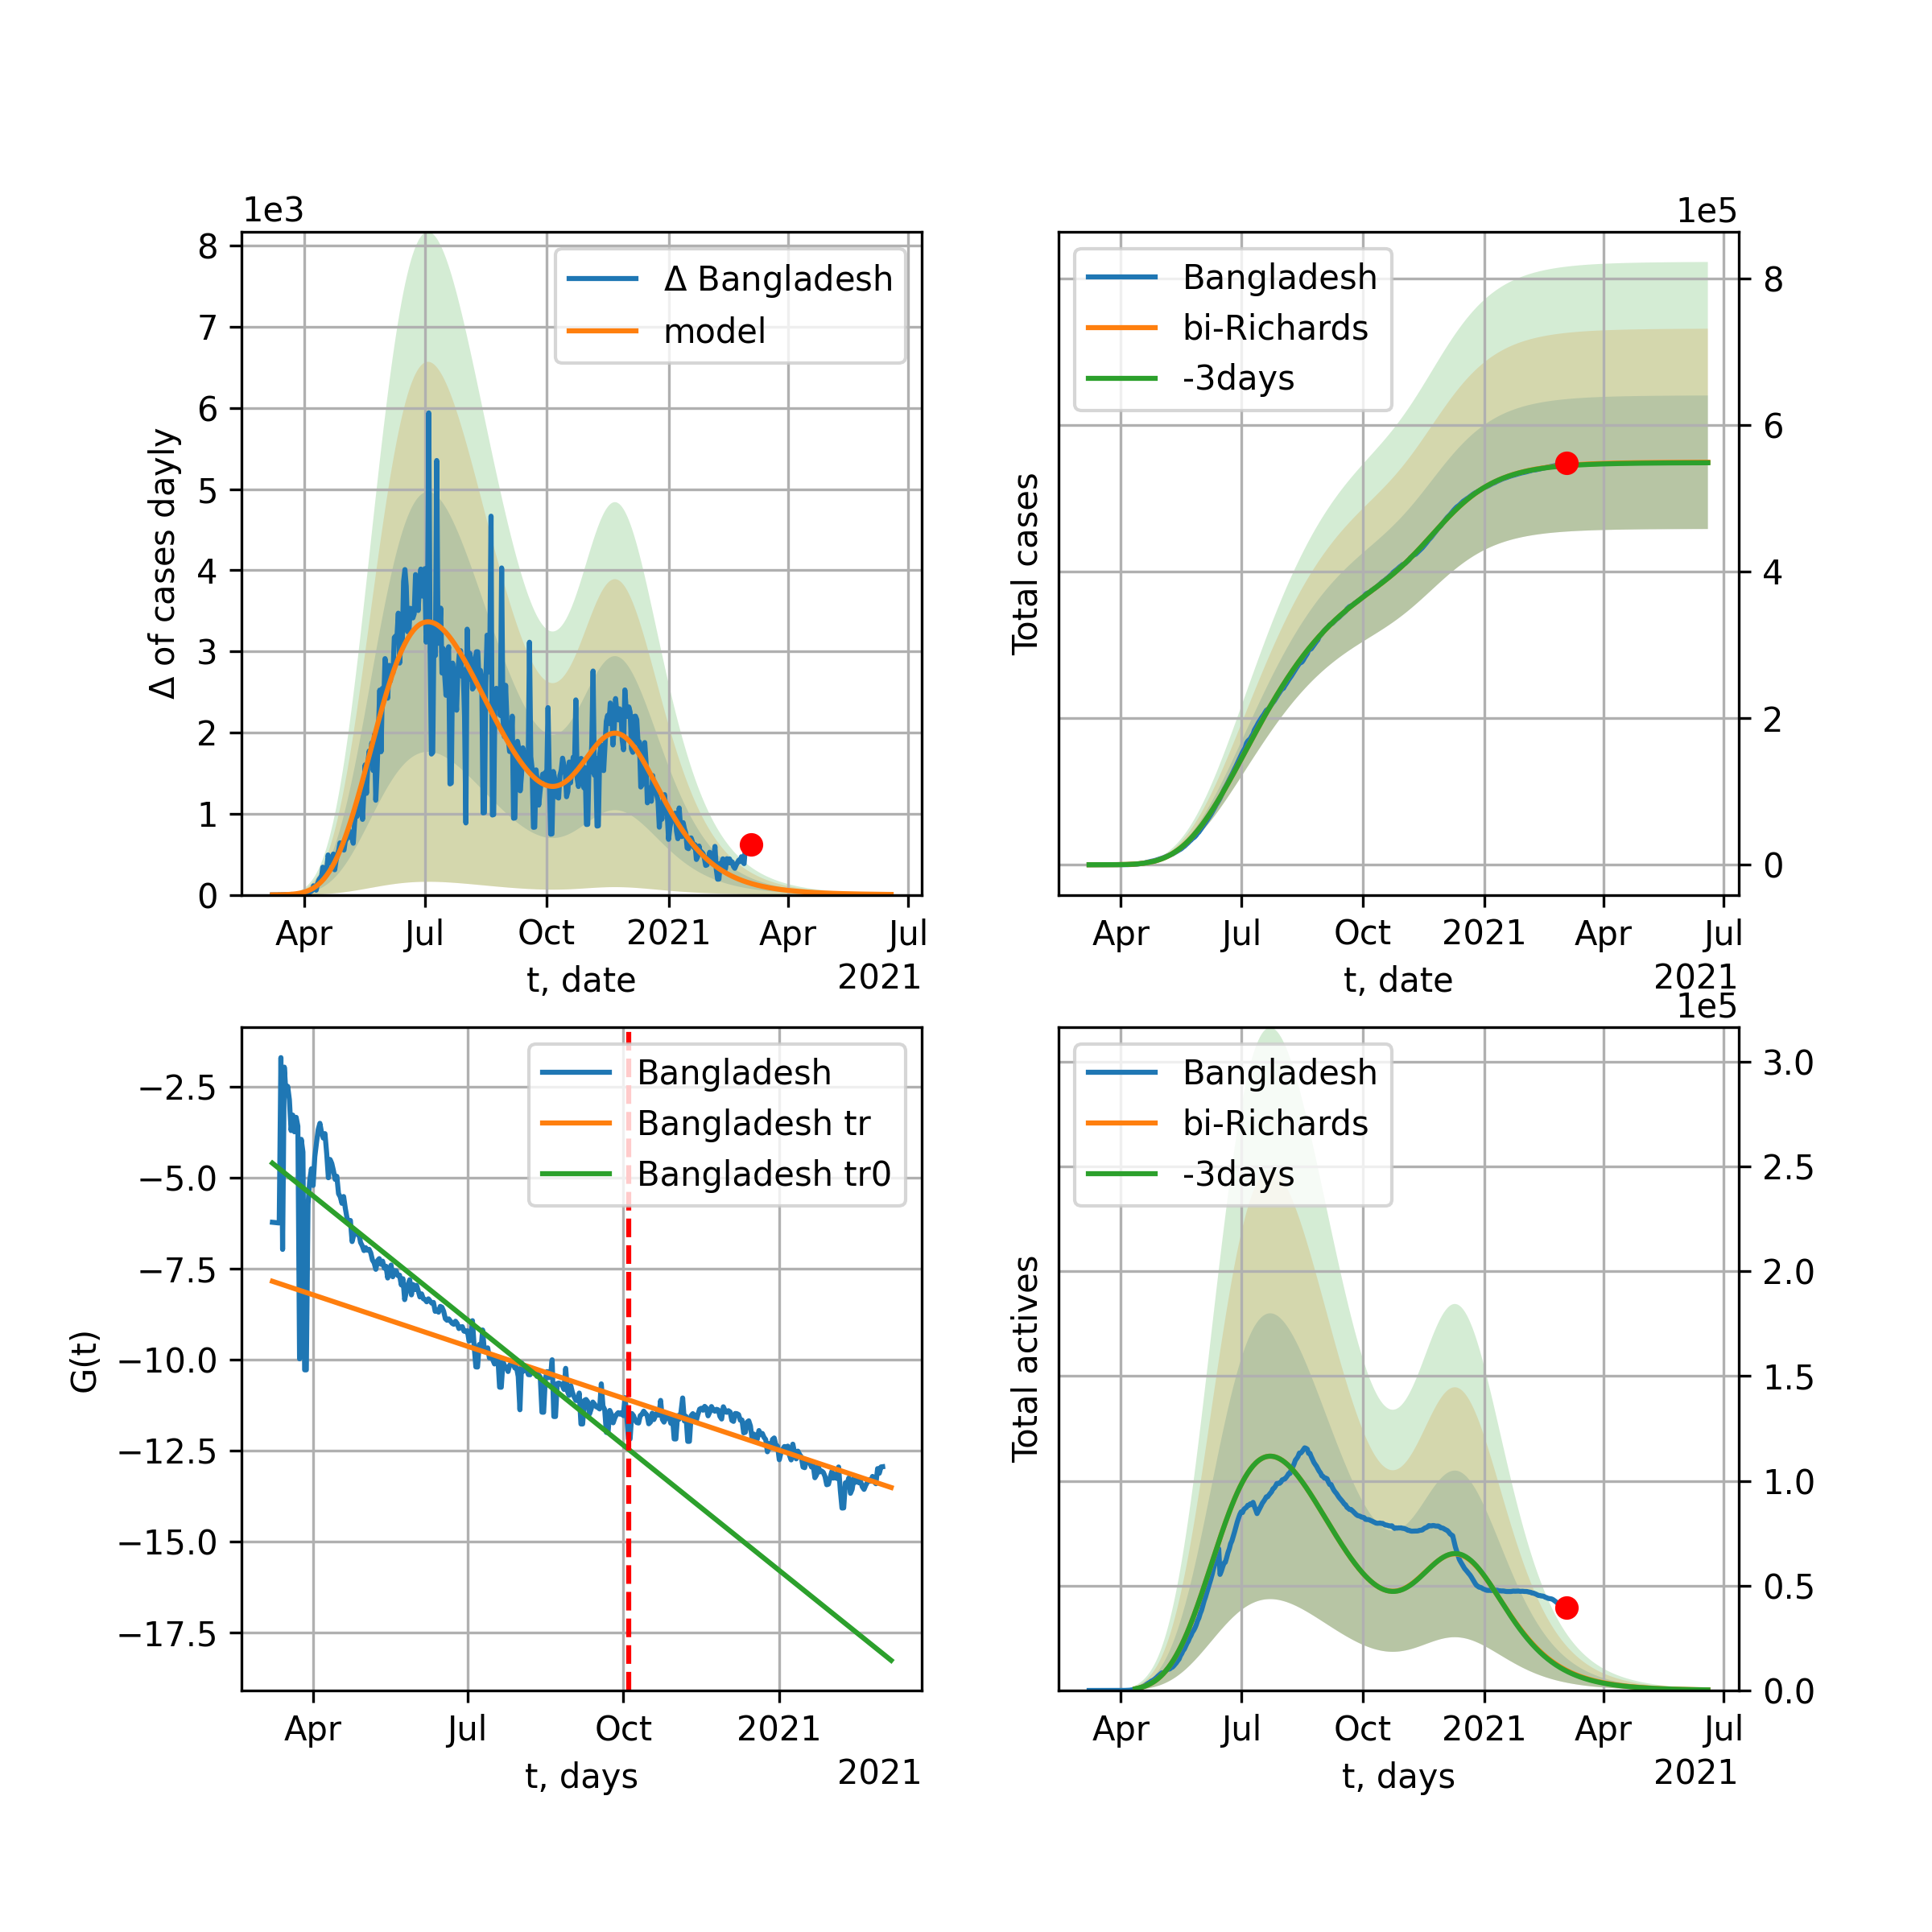 1e3
8
7
6
5
4
3
2
1
0
Δ of cases dayly
Δ Bangladesh
model
Apr
Jul
Oct
2021
Apr
Jul
t, date
2021
1e5
Total cases
Bangladesh
bi-Richards
-3days
8
6
4
2
0
Apr
Jul
Oct
2021
Apr
Jul
t, date
2021
−2.5
−5.0
−7.5
−10.0
−12.5
−15.0
−17.5
G(t)
Bangladesh
Bangladesh tr
Bangladesh tr0
Apr
Jul
Oct
2021
t, days
2021
1e5
Total actives
Bangladesh
bi-Richards
-3days
3.0
2.5
2.0
1.5
1.0
0.5
0.0
Apr
Jul
Oct
2021
Apr
Jul
t, days
2021